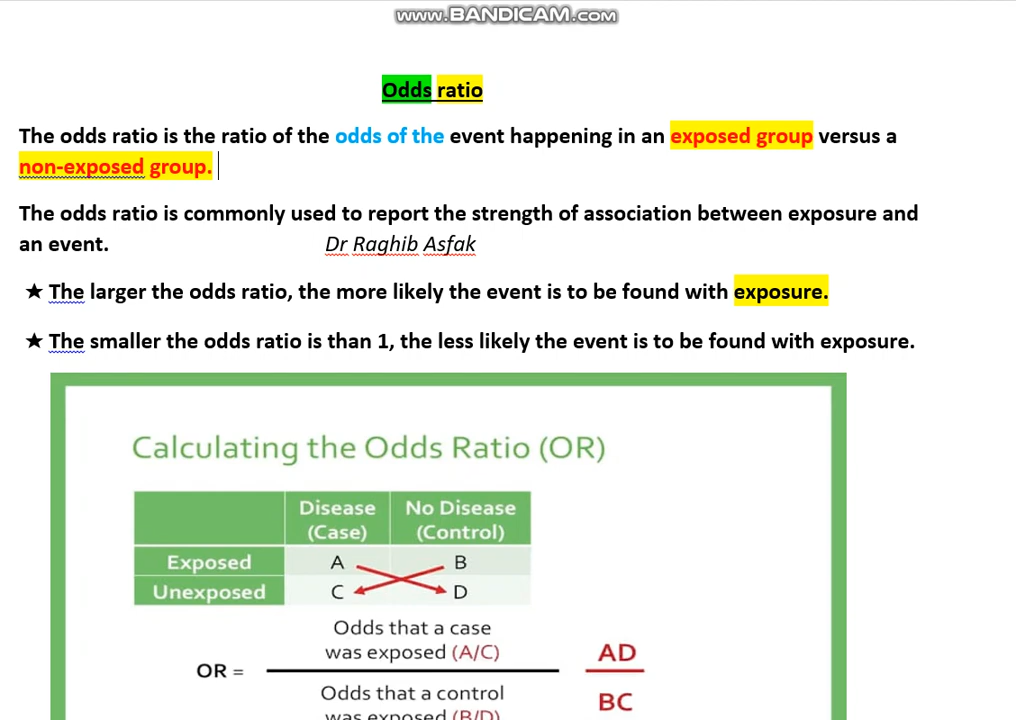 www.BANDICAM.com
Odds ratio
The odds ratio is the ratio of the odds of the event happening in an exposed group versus a
non-exposed group.
The odds ratio is commonly used to report the strength of association between exposure and
an event. Dr Raghib Asfak
★ The larger the odds ratio, the more likely the event is to be found with exposure.
★ The smaller the odds ratio is than 1, the less likely the event is to be found with exposure.
Calculating the Odds Ratio (OR)
Disease No Disease
(Case) (Control)
Exposed A B
Unexposed C D
Odds that a case
was exposed (A/C) AD
OR =
Odds that a control BC
was exposed (B/D)